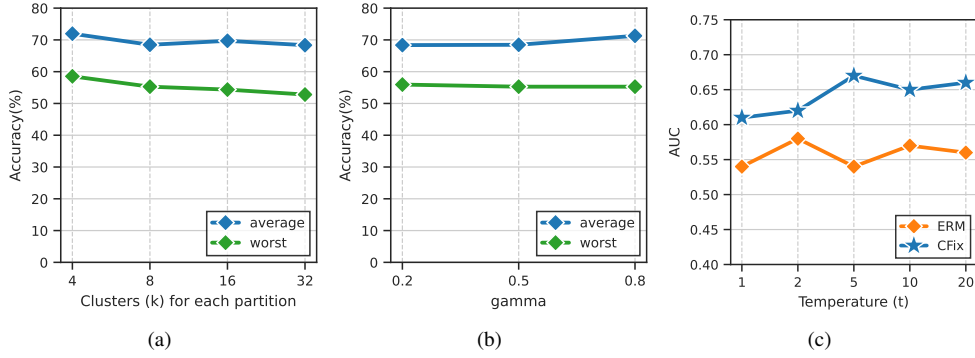 80
70
60
50
40
30
20
10
0
Accuracy(%)
average
worst
4
8
16
32
Clusters (k) for each partition
(a)
80
70
60
50
40
30
20
10
0
Accuracy(%)
average
worst
0.2
0.5
0.8
gamma
(b)
0.75
0.70
0.65
0.60
0.55
0.50
0.45
0.40
AUC
ERM
CFix
1
2
5
10
20
Temperature (t)
(c)